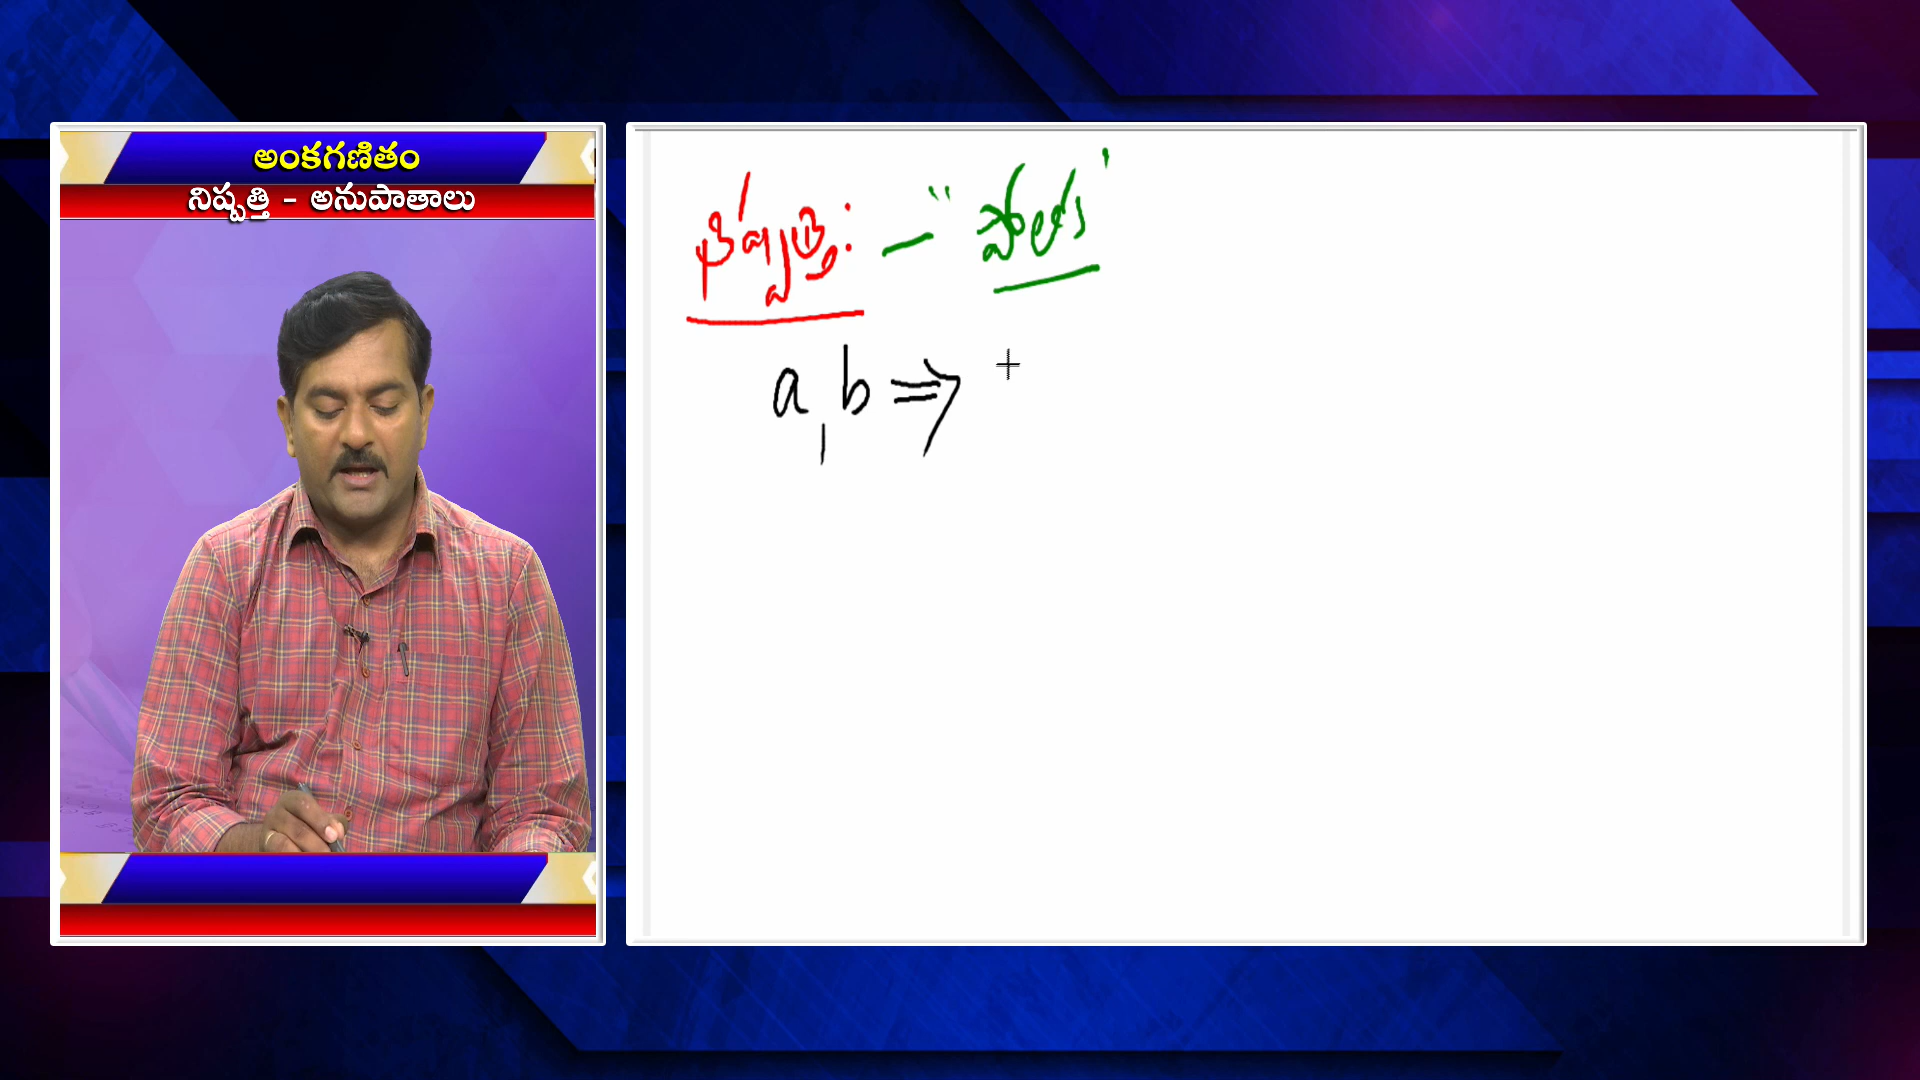 అంకగణితం
నిష్పత్తి - అనుపాతాలు
నిష్పత్తి: - "పోలిక'
a, b ⇒